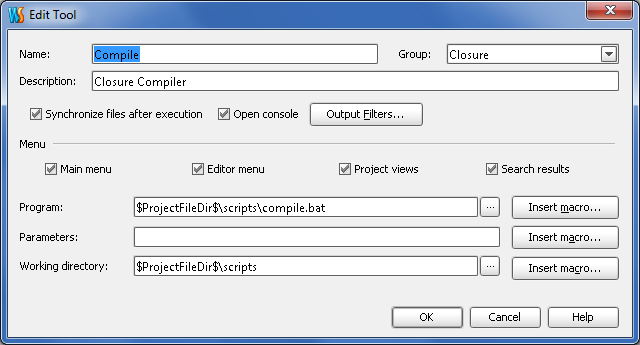 WS Edit Tool
Name: Compile Group: Closure
Description: Closure Compiler
Synchronize files after execution Open console Output Filters...
Menu
Main menu Editor menu Project views Search results
Program: $ProjectFileDir$\scripts\compile.bat ... Insert macro...
Parameters: Insert macro...
Working directory: $ProjectFileDir$\scripts ... Insert macro...
OK Cancel Help